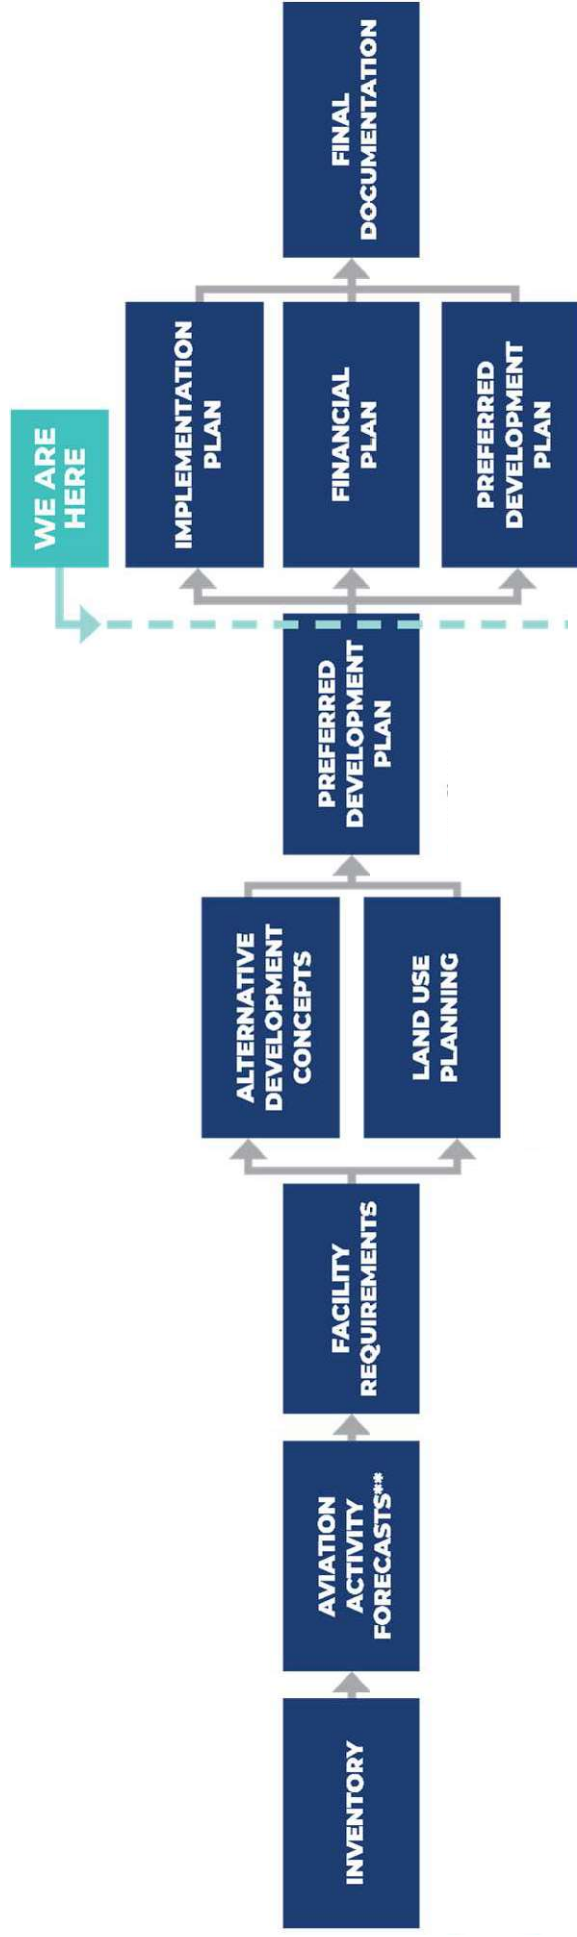 INVENTORY
AVIATION
ACTIVITY
FORECASTS**
FACILITY
REQUIREMENTS
ALTERNATIVE
DEVELOPMENT
CONCEPTS
LAND USE
PLANNING
PREFERRED
DEVELOPMENT
PLAN
WE ARE
HERE
IMPLEMENTATION
PLAN
FINANCIAL
PLAN
PREFERRED
DEVELOPMENT
PLAN
FINAL
DOCUMENTATION